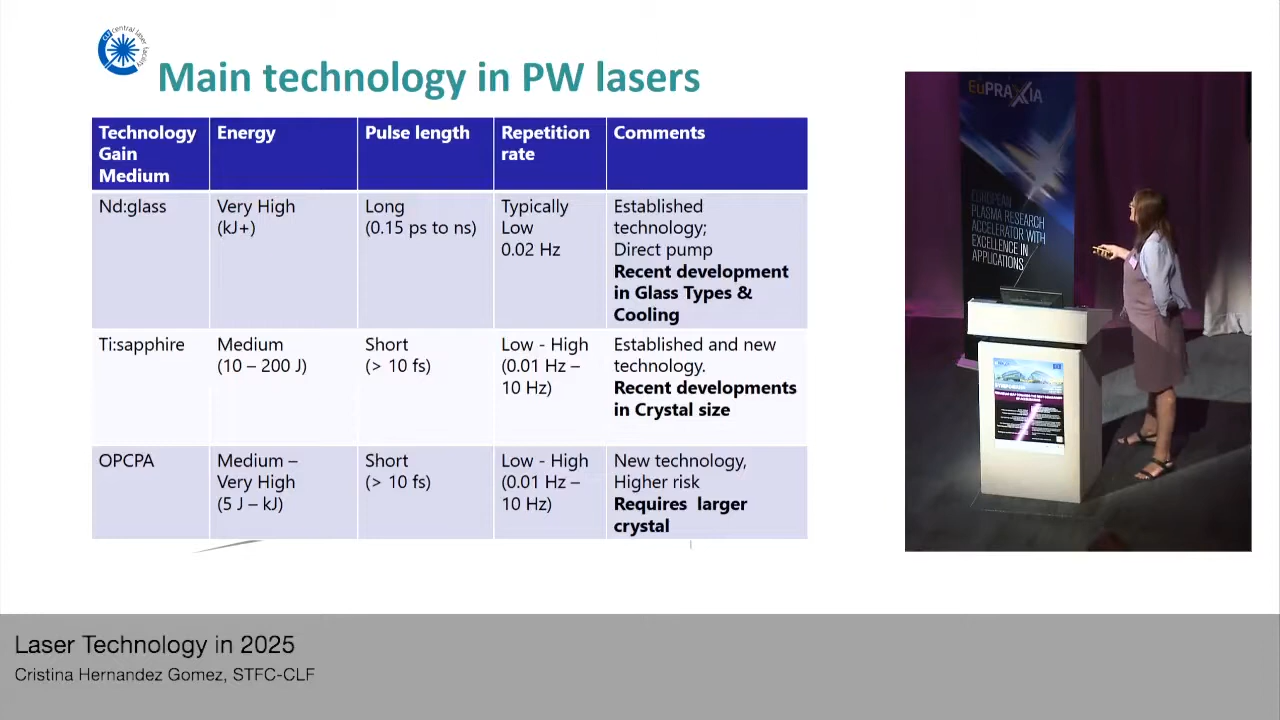 central laser facility
CLF
Main technology in PW lasers
Technology
Gain
Medium
Energy
Pulse length
Repetition
rate
Comments
Nd:glass
Very High
(kJ+)
Long
(0.15 ps to ns)
Typically
Low
0.02 Hz
Established
technology;
Direct pump
Recent development
in Glass Types &
Cooling
Ti:sapphire
Medium
(10 – 200 J)
Short
(> 10 fs)
Low - High
(0.01 Hz –
10 Hz)
Established and new
technology.
Recent developments
in Crystal size
OPCPA
Medium –
Very High
(5 J – kJ)
Short
(> 10 fs)
Low - High
(0.01 Hz –
10 Hz)
New technology,
Higher risk
Requires larger
crystal
EuPRAXIA
EUROPEAN
PLASMA RESEARCH
ACCELERATOR WITH
EXCELLENCE IN
APPLICATIONS
SYMPOSIUM
Laser Technology in 2025
Cristina Hernandez Gomez, STFC-CLF